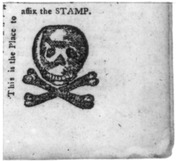 This is the Place to
affix the STAMP.